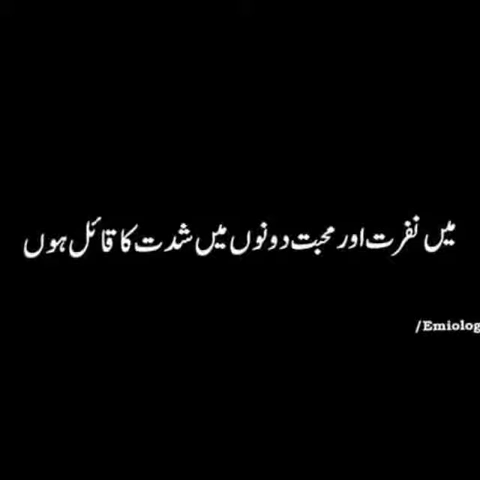 میں نفرت اور محبت دونوں میں شدت کا قائل ہوں
/Emiolog